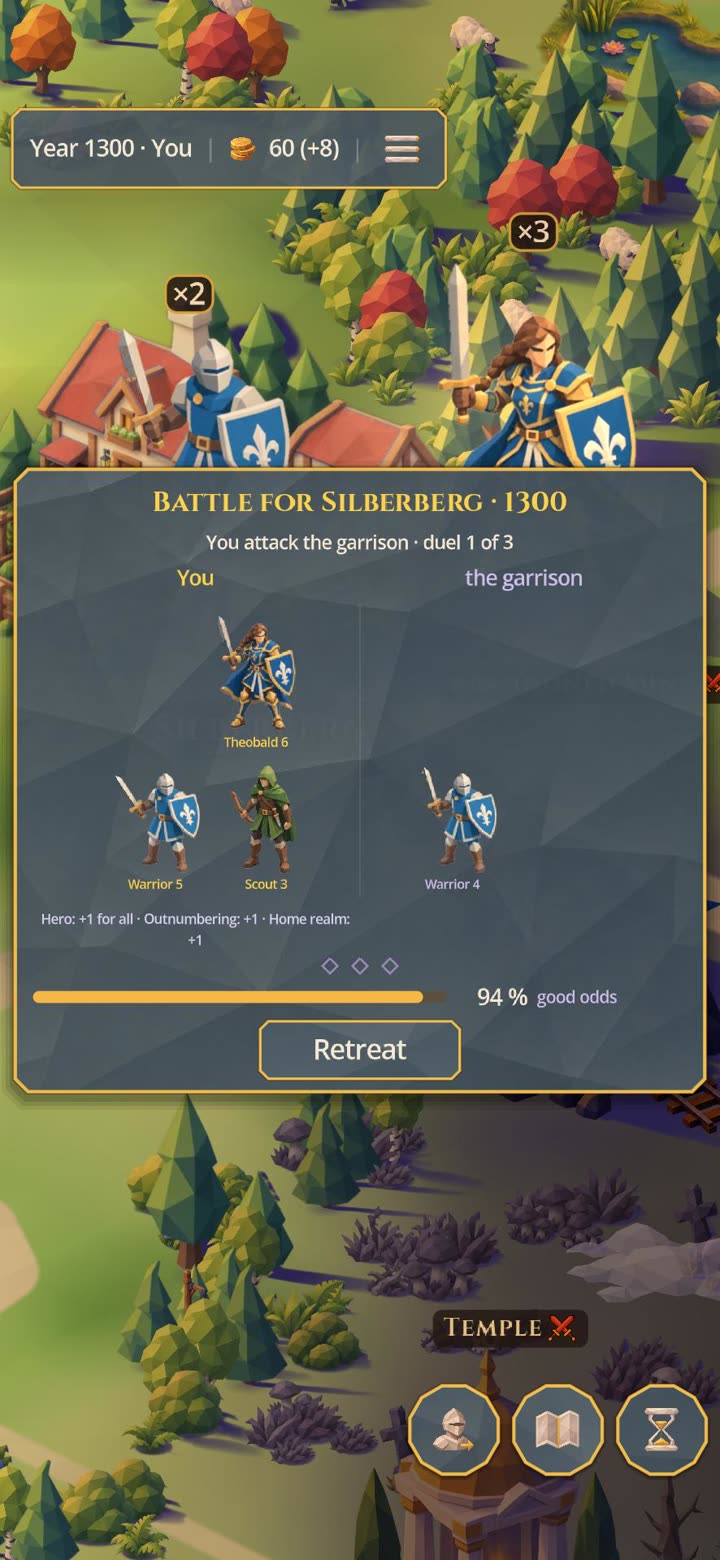 Year 1300 · You | 60 (+8) |
×3
×2
Battle for Silberberg · 1300
You attack the garrison · duel 1 of 3
You
the garrison
Theobald 6
Warrior 5
Scout 3
Warrior 4
Hero: +1 for all · Outnumbering: +1 · Home realm:
+1
94 % good odds
Retreat
Temple